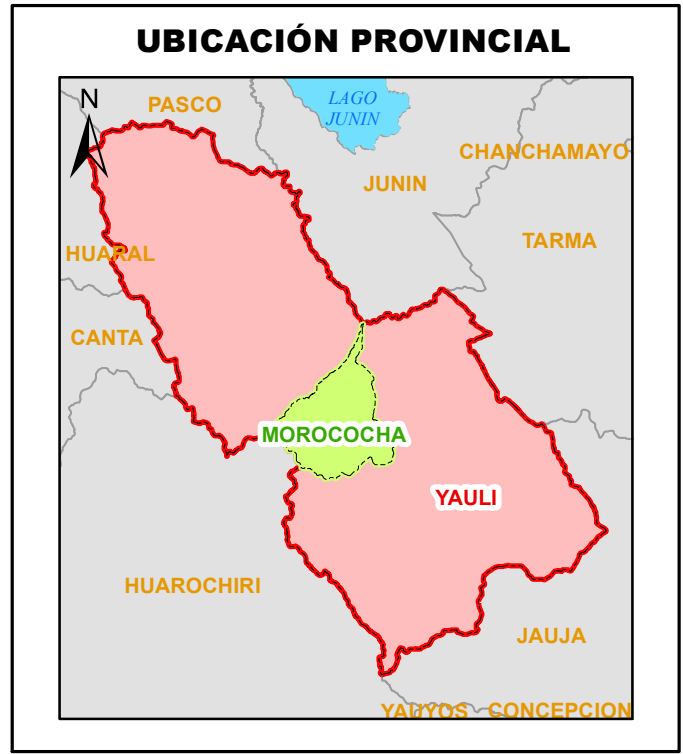 UBICACIÓN PROVINCIAL
N
PASCO
LAGO
JUNIN
CHANCHAMAYO
JUNIN
TARMA
HUARAL
CANTA
MOROCOCHA
YAULI
HUAROCHIRI
JAUJA
YAUYOS
CONCEPCION